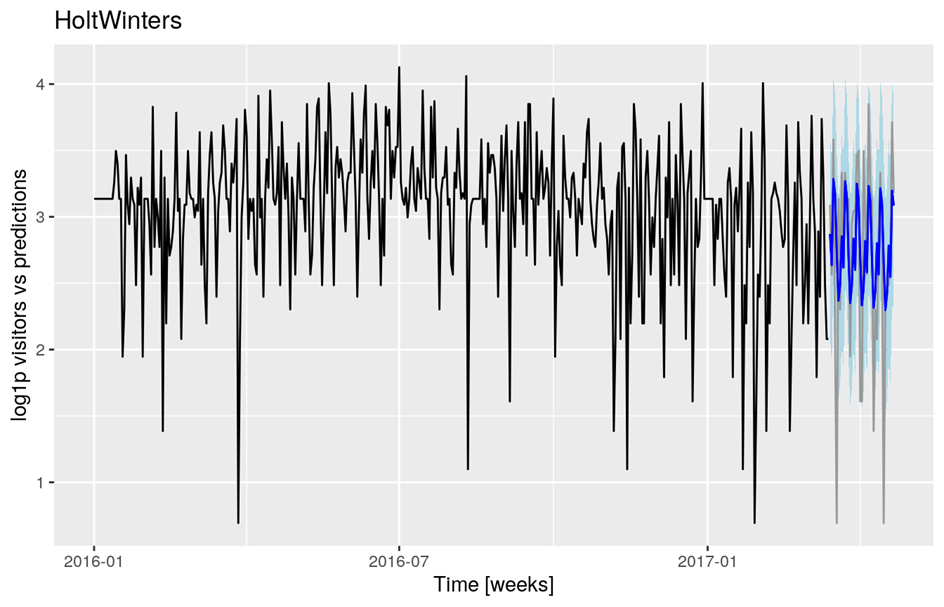 HoltWinters
log1p visitors vs predictions
4
3
2
1
2016-01
2016-07
2017-01
Time [weeks]